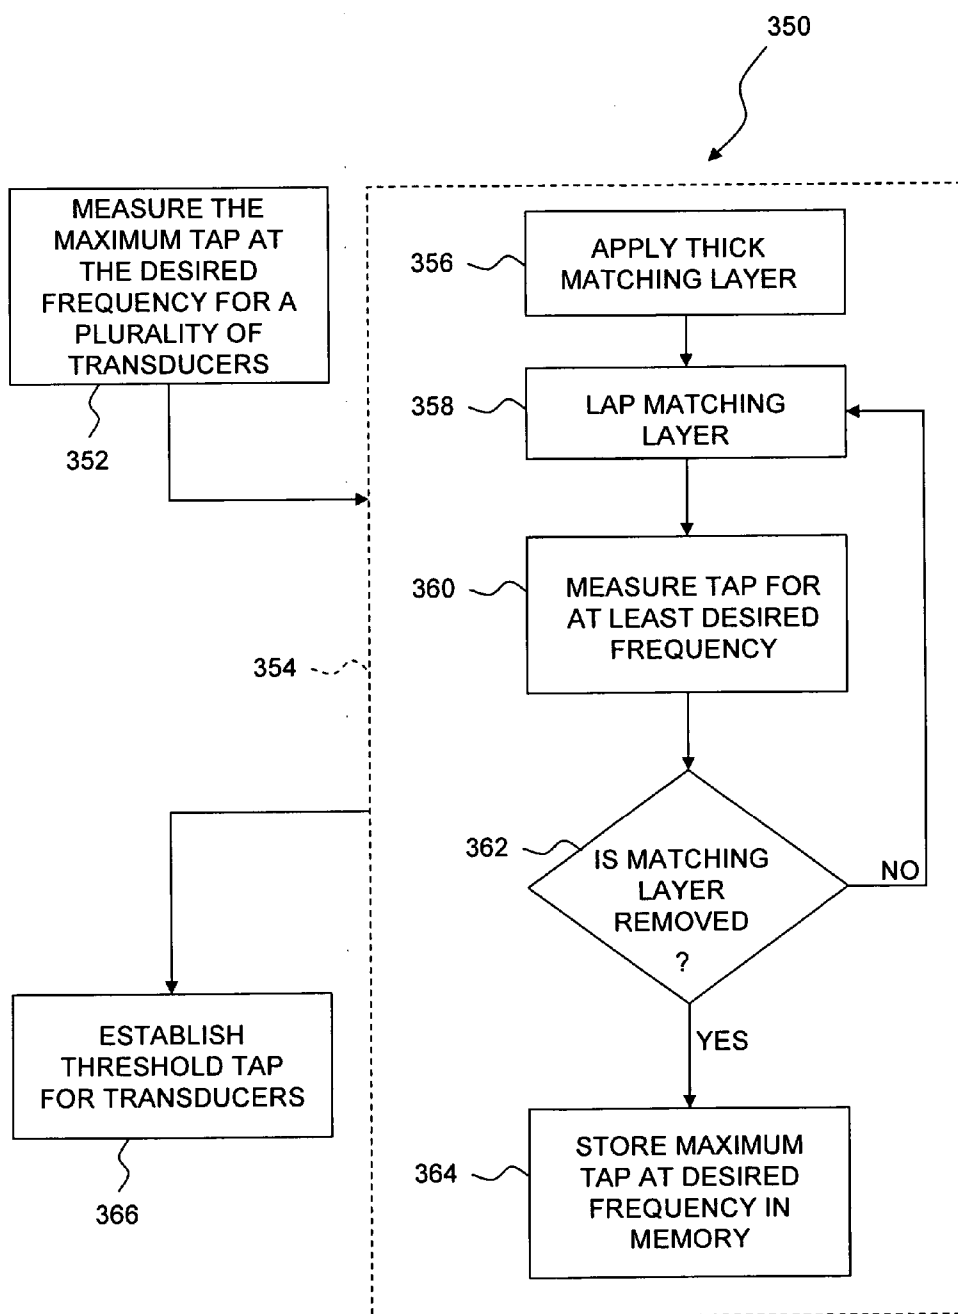 350
MEASURE THE
MAXIMUM TAP AT
THE DESIRED
FREQUENCY FOR A
PLURALITY OF
TRANSDUCERS
352
354
356
APPLY THICK
MATCHING LAYER
358
LAP MATCHING
LAYER
360
MEASURE TAP FOR
AT LEAST DESIRED
FREQUENCY
362
IS MATCHING
LAYER
REMOVED
?
NO
YES
364
STORE MAXIMUM
TAP AT DESIRED
FREQUENCY IN
MEMORY
ESTABLISH
THRESHOLD TAP
FOR TRANSDUCERS
366